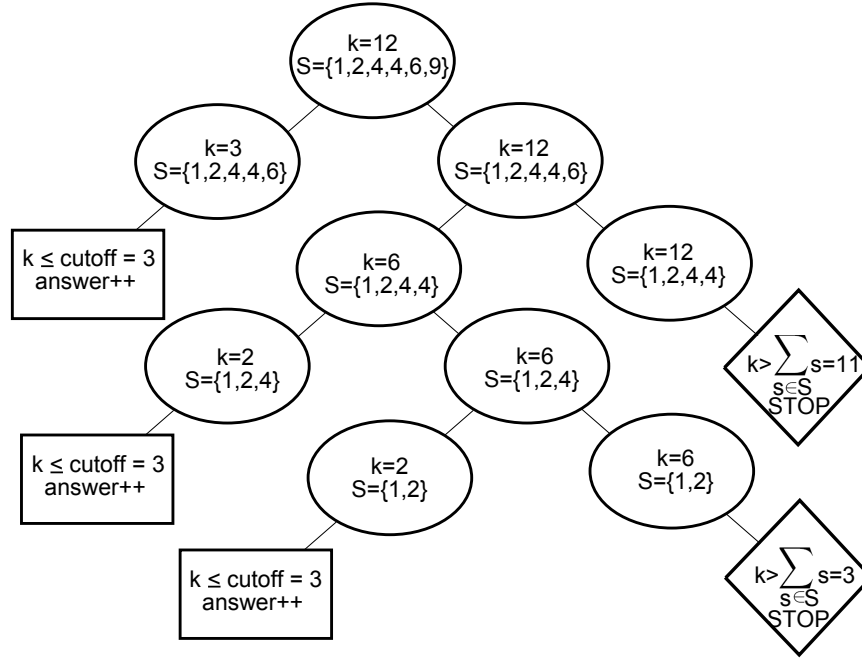 k=12
S={1,2,4,4,6,9}
k=3
S={1,2,4,4,6}
k=12
S={1,2,4,4,6}
k ≤ cutoff = 3
answer++
k=6
S={1,2,4,4}
k=12
S={1,2,4,4}
k=2
S={1,2,4}
k=6
S={1,2,4}
k> ∑ s=11
s∈S
STOP
k ≤ cutoff = 3
answer++
k=2
S={1,2}
k=6
S={1,2}
k ≤ cutoff = 3
answer++
k> ∑ s=3
s∈S
STOP